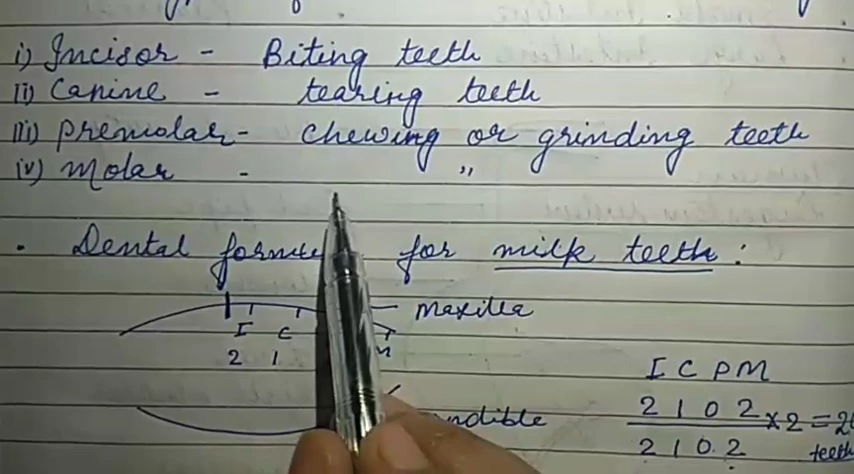 i) Incisor - Biting teeth
ii) Canine - tearing teeth
iii) Premolar - chewing or grinding teeth
iv) Molar - "
• Dental for milk teeth :
Maxilla
I C
2 1
I C P M
2 1 0 2 × 2 =
2 1 0 2 teeth